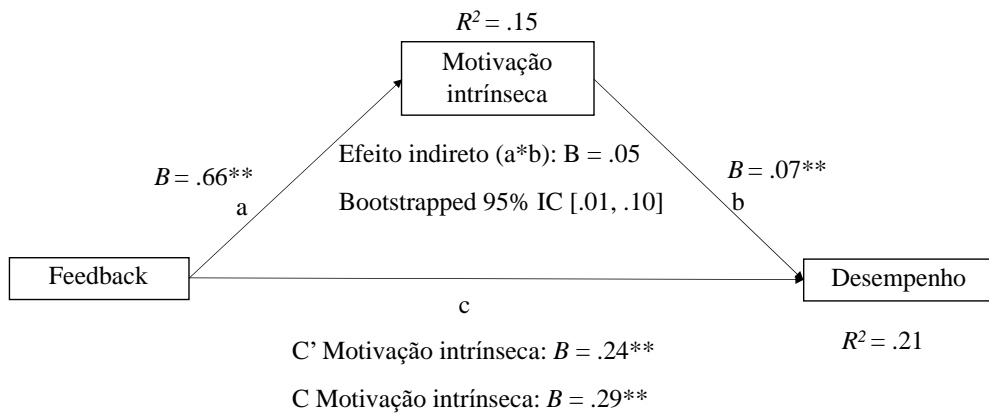 R² = .15
Motivação
intrínseca
Efeito indireto (a*b): B = .05
B = .66**
B = .07**
Bootstrapped 95% IC [.01, .10]
a
b
Feedback
Desempenho
c
R² = .21
C’ Motivação intrínseca: B = .24**
C Motivação intrínseca: B = .29**